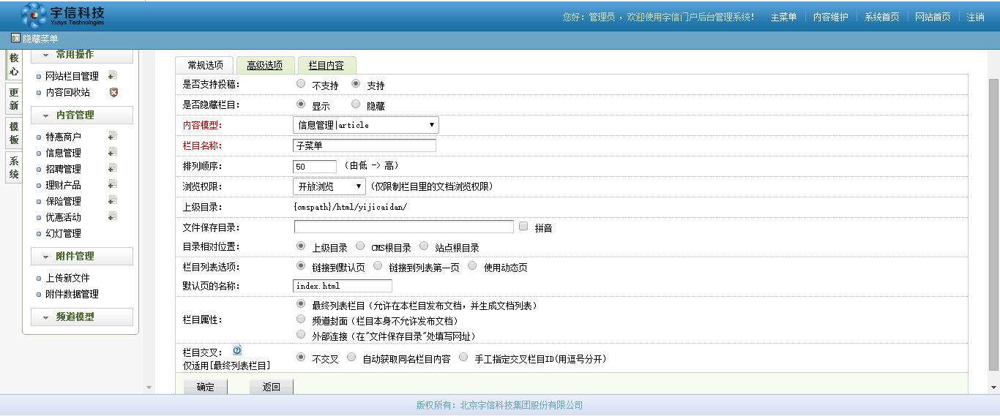 宇信科技
Yusys Technologies
您好：管理员 ，欢迎使用宇信门户后台管理系统！ 主菜单 内容维护 系统首页 网站首页 注销
隐藏菜单
核心
更新
模板
系统
常用操作
网站栏目管理
内容回收站
内容管理
特惠商户
信息管理
招聘管理
理财产品
保险管理
优惠活动
幻灯管理
附件管理
上传新文件
附件数据管理
频道模型
常规选项 高级选项 栏目内容
是否支持投稿： 不支持 支持
是否隐藏栏目： 显示 隐藏
内容模型： 信息管理|article
栏目名称： 子菜单
排列顺序： 50 （由低 -> 高）
浏览权限： 开放浏览 (仅限制栏目里的文档浏览权限)
上级目录： {cmspath}/html/yijicaidan/
文件保存目录： 拼音
目录相对位置： 上级目录 CMS根目录 站点根目录
栏目列表选项： 链接到默认页 链接到列表第一页 使用动态页
默认页的名称： index.html
栏目属性：
最终列表栏目（允许在本栏目发布文档，并生成文档列表）
频道封面（栏目本身不允许发布文档）
外部连接（在"文件保存目录"处填写网址）
栏目交叉：
仅适用[最终列表栏目]
不交叉 自动获取同名栏目内容 手工指定交叉栏目ID(用逗号分开)
确定 返回
版权所有：北京宇信科技集团股份有限公司